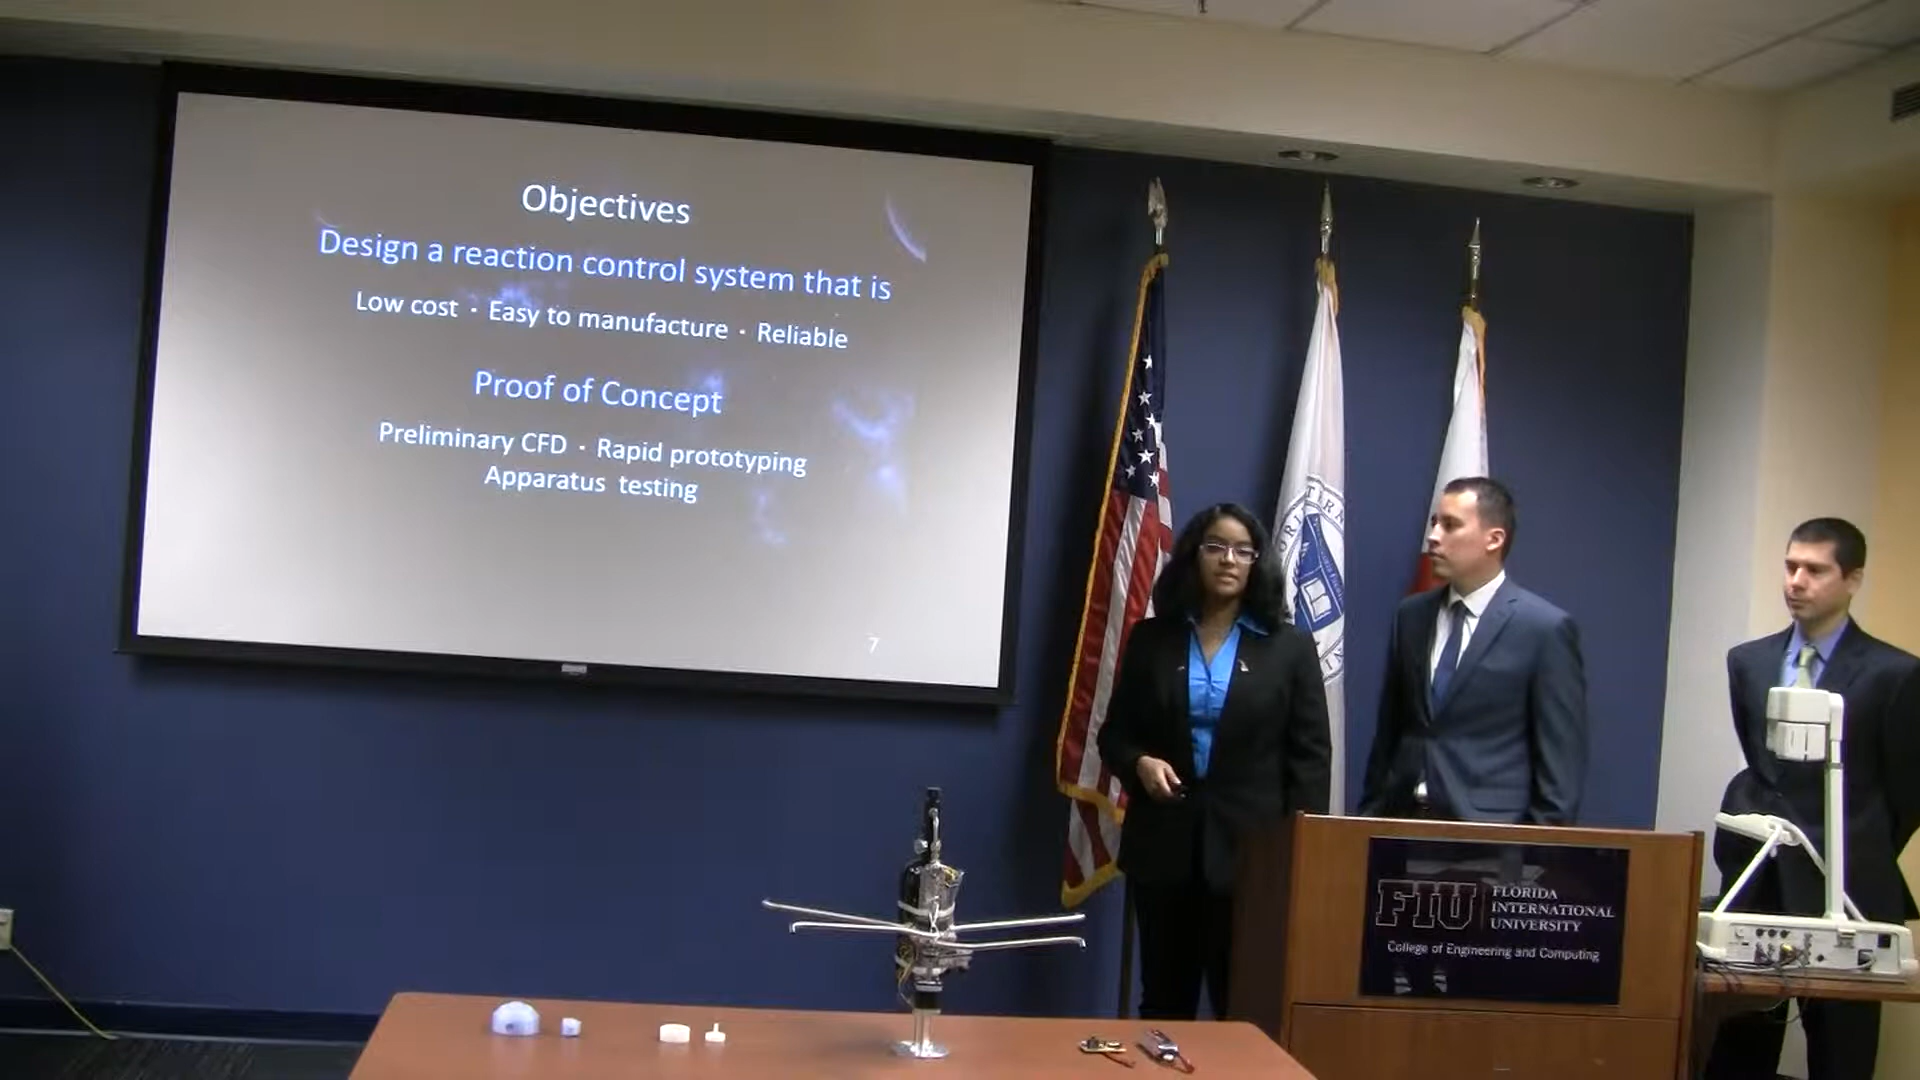 Objectives
Design a reaction control system that is
Low cost · Easy to manufacture · Reliable
Proof of Concept
Preliminary CFD · Rapid prototyping
Apparatus testing
7
FIU
FLORIDA
INTERNATIONAL
UNIVERSITY
College of Engineering and Computing